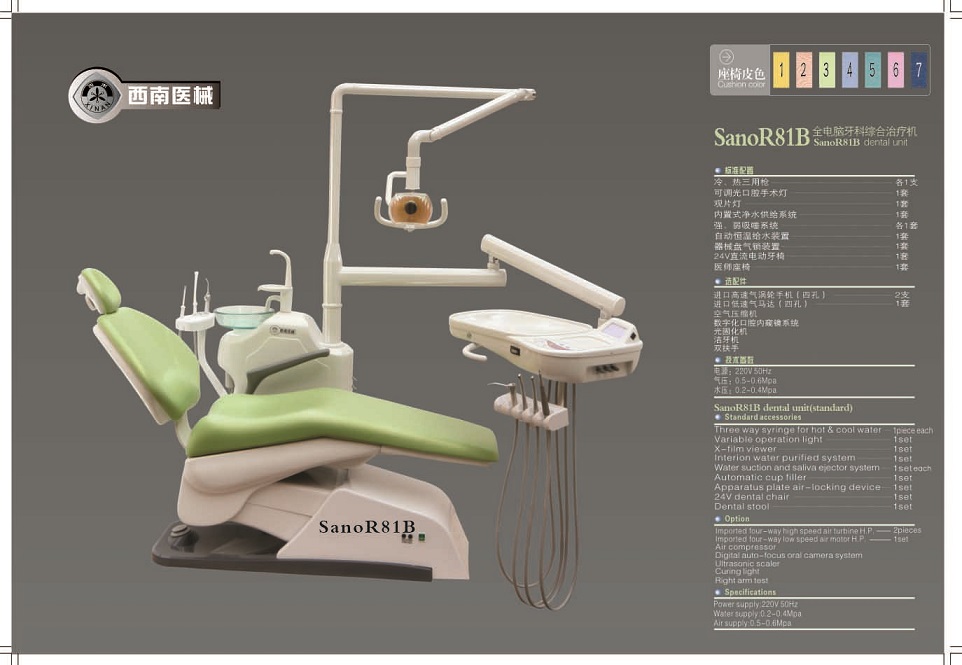 XINAN
西南医械
座椅皮色
Cushion color
1 2 3 4 5 6 7
SanoR81B 全电脑牙科综合治疗机
SanoR81B dental unit
标准配置
冷、热三用枪 各1支
可调光口腔手术灯 1套
观片灯 1套
内置式净水供给系统 1套
强、弱吸唾系统 各1套
自动恒温给水装置 1套
器械盘气锁装置 1套
24V直流电动牙椅 1套
医师座椅 1套
选配件
进口高速气涡轮手机（四孔） 2支
进口低速气马达（四孔） 1套
空气压缩机
数字化口腔内窥镜系统
光固化机
洁牙机
双扶手
技术参数
电源：220V 50Hz
气压：0.5~0.6Mpa
水压：0.2~0.4Mpa
SanoR81B dental unit(standard)
Standard accessories
Three way syringe for hot & cool water 1piece each
Variable operation light 1set
X-film viewer 1set
Interion water purified system 1set
Water suction and saliva ejector system 1set each
Automatic cup filler 1set
Apparatus plate air-locking device 1set
24V dental chair 1set
Dental stool 1set
Option
Imported four-way high speed air turbine H.P. 2pieces
Imported four-way low speed air motor H.P. 1set
Air compressor
Digital auto-focus oral camera system
Ultrasonic scaler
Curing light
Right arm test
Specifications
Power supply:220V 50Hz
Water supply:0.2~0.4Mpa
Air supply:0.5~0.6Mpa
西南医械
SanoR81B